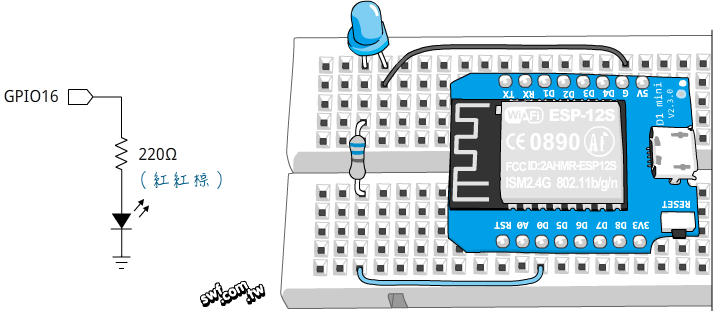 GPIO16
220Ω
(紅紅棕)
TX RX D1 D2 D3 D4 G 5V
D1 mini
V2.3.0
WiFi ESP-12S
CE 0890
FCC ID:2AHMR-ESP12S
ISM2.4G 802.11b/g/n
RESET
RST A0 D0 D5 D6 D7 D8 3V3
swf.com.tw